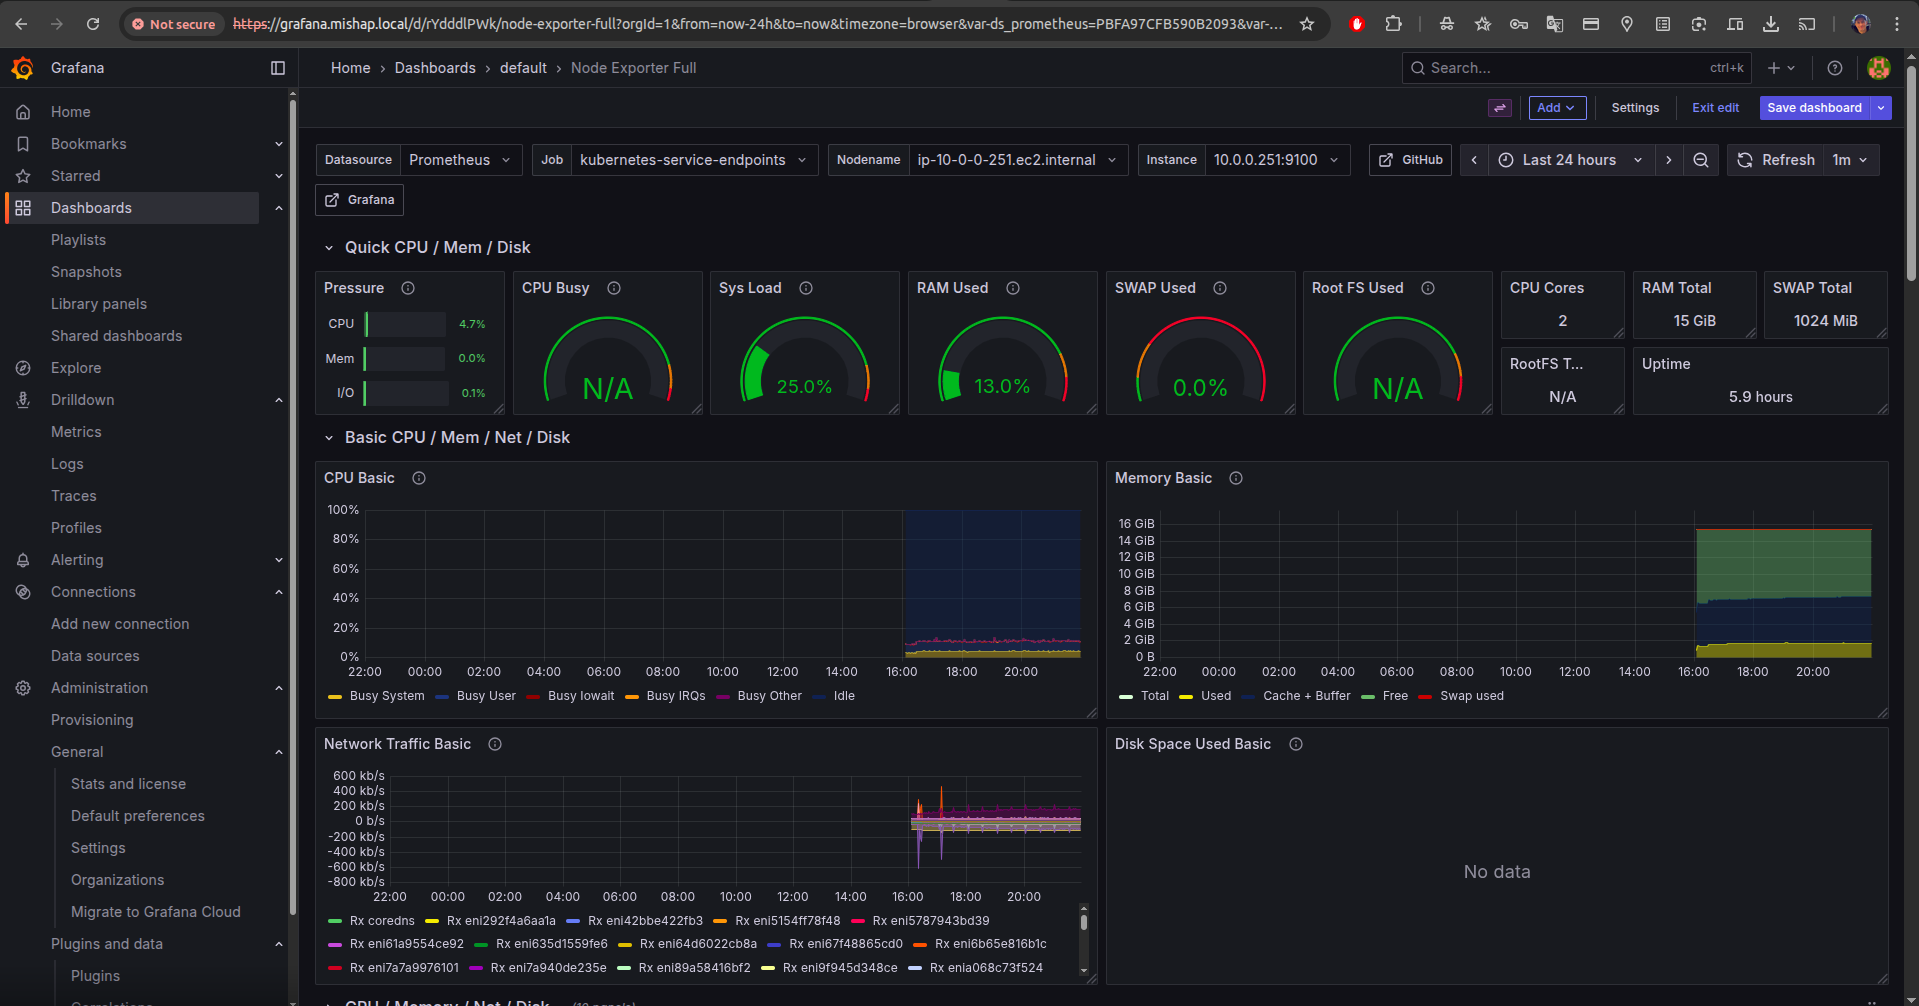 Not secure
https://grafana.mishap.local/d/rYdddlPWk/node-exporter-full?orgId=1&from=now-24h&to=now&timezone=browser&var-ds_prometheus=PBFA97CFB590B2093&var-...
Grafana
Home › Dashboards › default › Node Exporter Full
Search... ctrl+k
Add Settings Exit edit Save dashboard
Home
Bookmarks
Starred
Dashboards
Playlists
Snapshots
Library panels
Shared dashboards
Explore
Drilldown
Metrics
Logs
Traces
Profiles
Alerting
Connections
Add new connection
Data sources
Administration
Provisioning
General
Stats and license
Default preferences
Settings
Organizations
Migrate to Grafana Cloud
Plugins and data
Plugins
Datasource Prometheus Job kubernetes-service-endpoints Nodename ip-10-0-0-251.ec2.internal Instance 10.0.0.251:9100 GitHub Last 24 hours Refresh 1m
Grafana
Quick CPU / Mem / Disk
Pressure
CPU 4.7%
Mem 0.0%
I/O 0.1%
CPU Busy
N/A
Sys Load
25.0%
RAM Used
13.0%
SWAP Used
0.0%
Root FS Used
N/A
CPU Cores
2
RAM Total
15 GiB
SWAP Total
1024 MiB
RootFS T...
N/A
Uptime
5.9 hours
Basic CPU / Mem / Net / Disk
CPU Basic
100%
80%
60%
40%
20%
0%
22:00 00:00 02:00 04:00 06:00 08:00 10:00 12:00 14:00 16:00 18:00 20:00
Busy System Busy User Busy Iowait Busy IRQs Busy Other Idle
Memory Basic
16 GiB
14 GiB
12 GiB
10 GiB
8 GiB
6 GiB
4 GiB
2 GiB
0 B
22:00 00:00 02:00 04:00 06:00 08:00 10:00 12:00 14:00 16:00 18:00 20:00
Total Used Cache + Buffer Free Swap used
Network Traffic Basic
600 kb/s
400 kb/s
200 kb/s
0 b/s
-200 kb/s
-400 kb/s
-600 kb/s
-800 kb/s
22:00 00:00 02:00 04:00 06:00 08:00 10:00 12:00 14:00 16:00 18:00 20:00
Rx coredns Rx eni292f4a6aa1a Rx eni42bbe422fb3 Rx eni5154ff78f48 Rx eni5787943bd39
Rx eni61a9554ce92 Rx eni635d1559fe6 Rx eni64d6022cb8a Rx eni67f48865cd0 Rx eni6b65e816b1c
Rx eni7a7a9976101 Rx eni7a940de235e Rx eni89a58416bf2 Rx eni9f945d348ce Rx enia068c73f524
Disk Space Used Basic
No data
CPU / Memory / Net / Disk